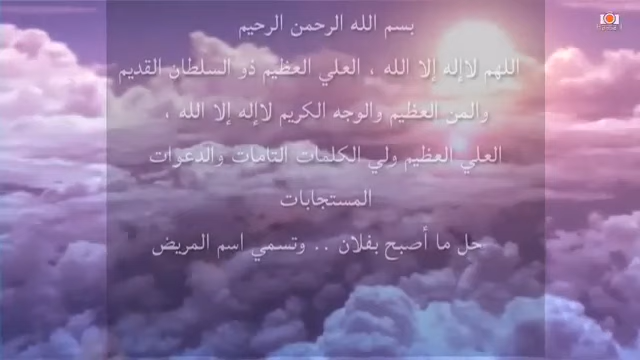 بسم الله الرحمن الرحيم
اللهم لاإله إلا الله ، العلي العظيم ذو السلطان القديم
والمن العظيم والوجه الكريم لاإله إلا الله ،
العلي العظيم ولي الكلمات التامات والدعوات
المستجابات
حل ما أصبح بفلان .. وتسمي اسم المريض